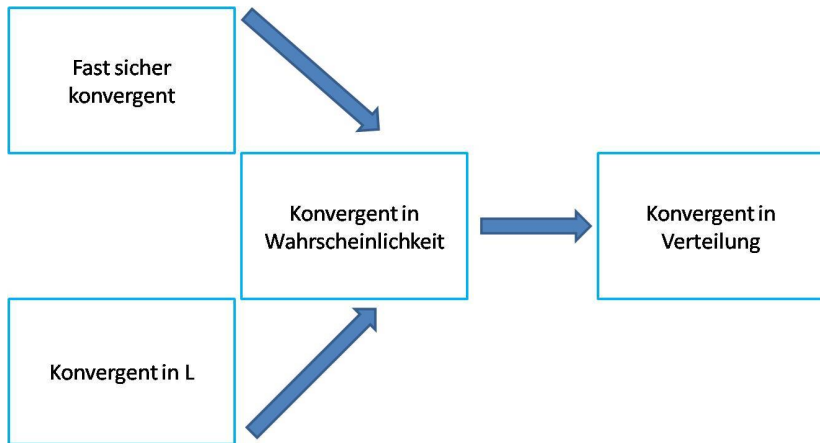 Fast sicher
konvergent
Konvergent in
Wahrscheinlichkeit
Konvergent in
Verteilung
Konvergent in L